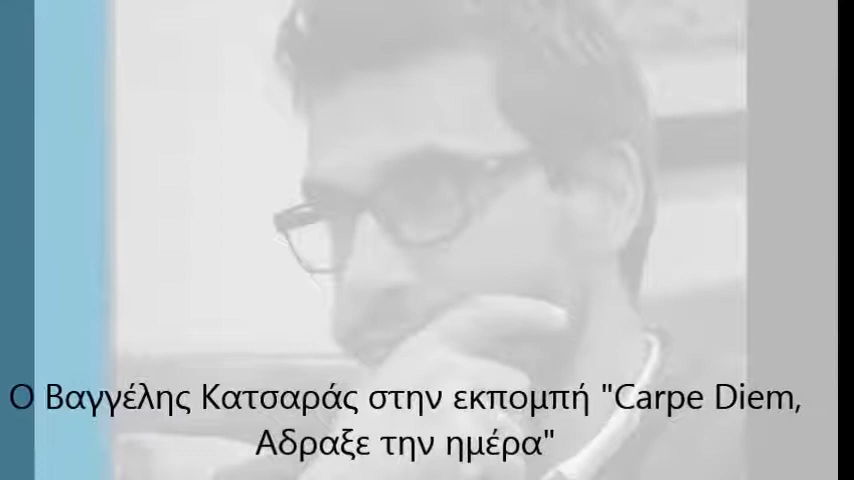 Ο Βαγγέλης Κατσαράς στην εκπομπή "Carpe Diem,
Αδραξε την ημέρα"